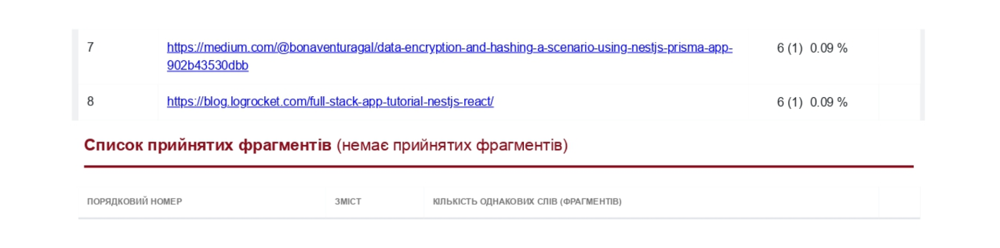 7 https://medium.com/@bonaventuragal/data-encryption-and-hashing-a-scenario-using-nestjs-prisma-app- 6 (1) 0.09 %
902b43530dbb
8 https://blog.logrocket.com/full-stack-app-tutorial-nestjs-react/ 6 (1) 0.09 %
Список прийнятих фрагментів (немає прийнятих фрагментів)
ПОРЯДКОВИЙ НОМЕР ЗМІСТ КІЛЬКІСТЬ ОДНАКОВИХ СЛІВ (ФРАГМЕНТІВ)